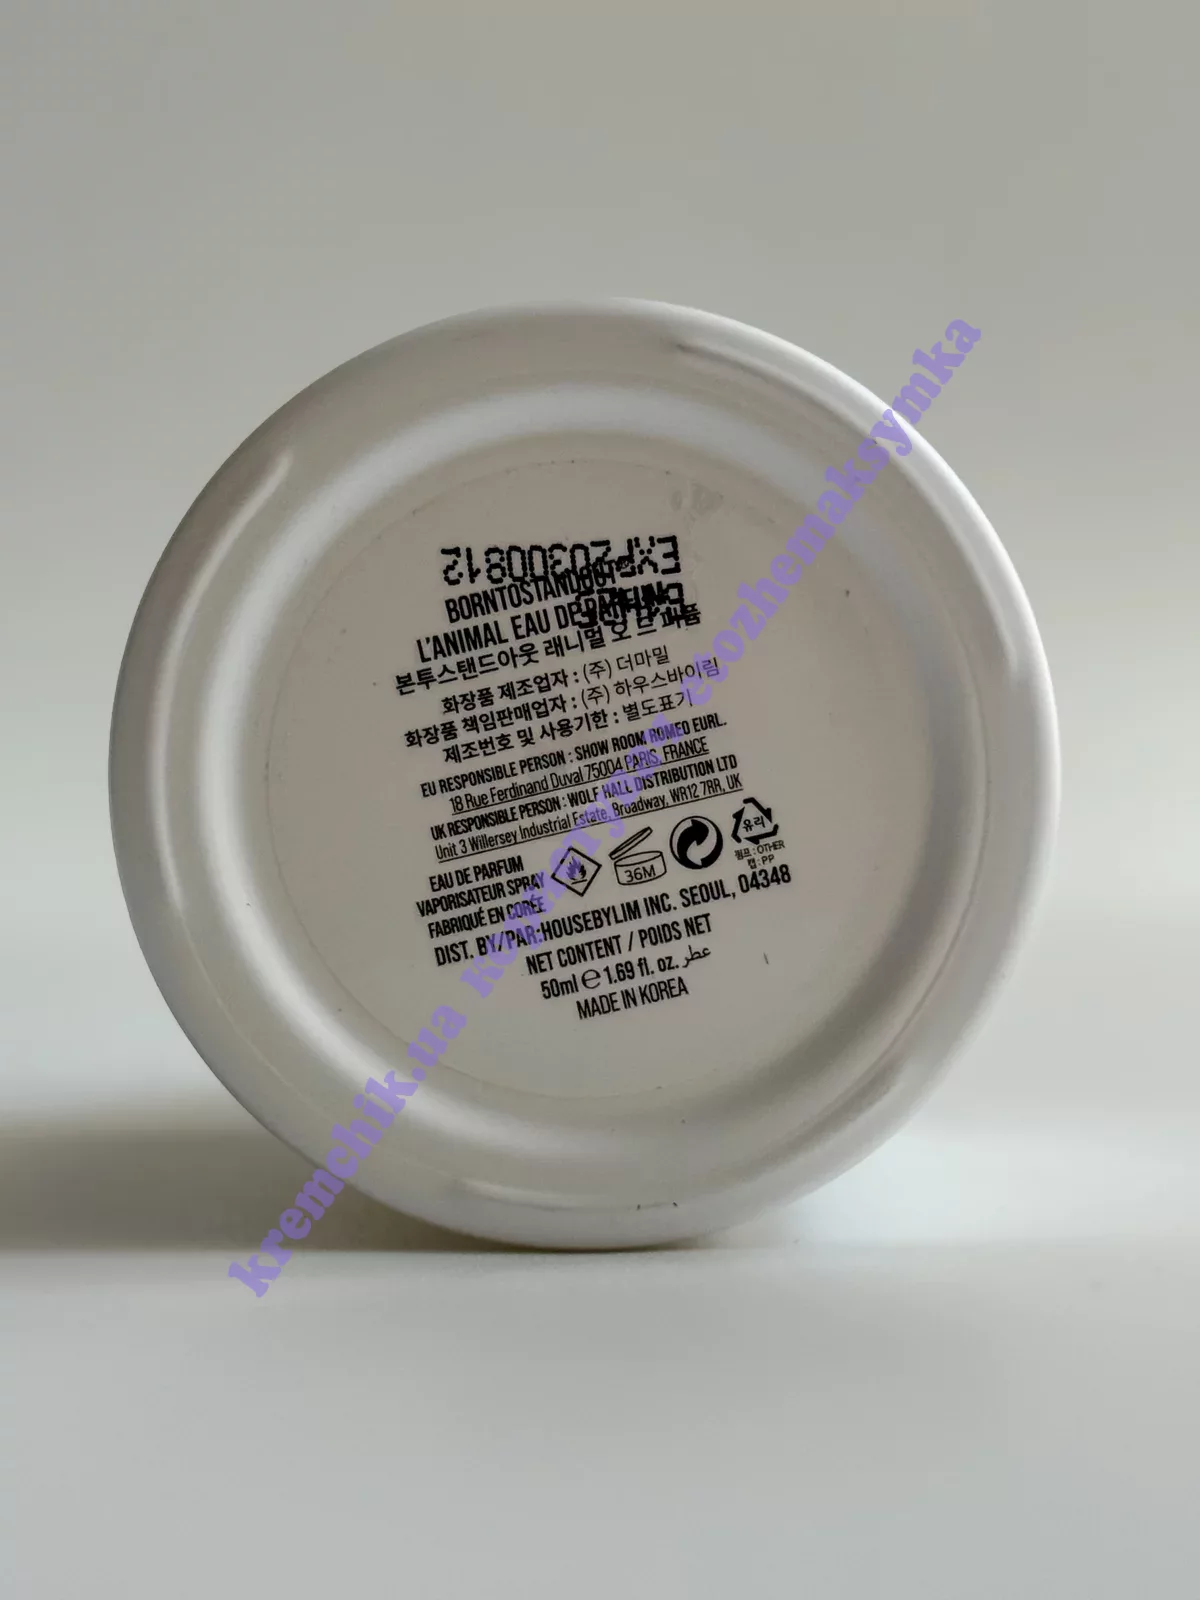 EXP20300812
BORNTOSTANDOUT®
L'ANIMAL EAU DE PARFUM
본투스탠드아웃 래니멀 오 드 퍼퓸
화장품 제조업자 : (주) 더마밀
화장품 책임판매업자 : (주) 하우스바이림
제조번호 및 사용기한 : 별도표기
EU RESPONSIBLE PERSON : SHOW ROOM ROMEO EURL.
18 Rue Ferdinand Duval 75004 PARIS, FRANCE
UK RESPONSIBLE PERSON : WOLF HALL DISTRIBUTION LTD
Unit 3 Willersey Industrial Estate, Broadway, WR12 7RR, UK
EAU DE PARFUM
VAPORISATEUR SPRAY
FABRIQUÉ EN CORÉE
36M
유리
펌프 : OTHER
캡 : PP
DIST. BY/PAR:HOUSEBYLIM INC. SEOUL, 04348
NET CONTENT / POIDS NET
50ml e 1.69 fl. oz. عطر
MADE IN KOREA
kremchik.ua etozhemaksymka